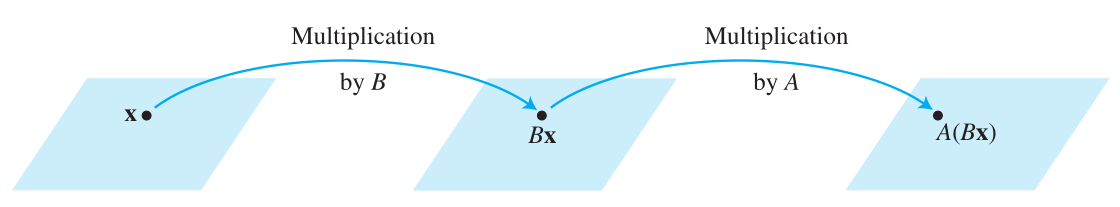 Multiplication
by B
Multiplication
by A
x
Bx
A(Bx)